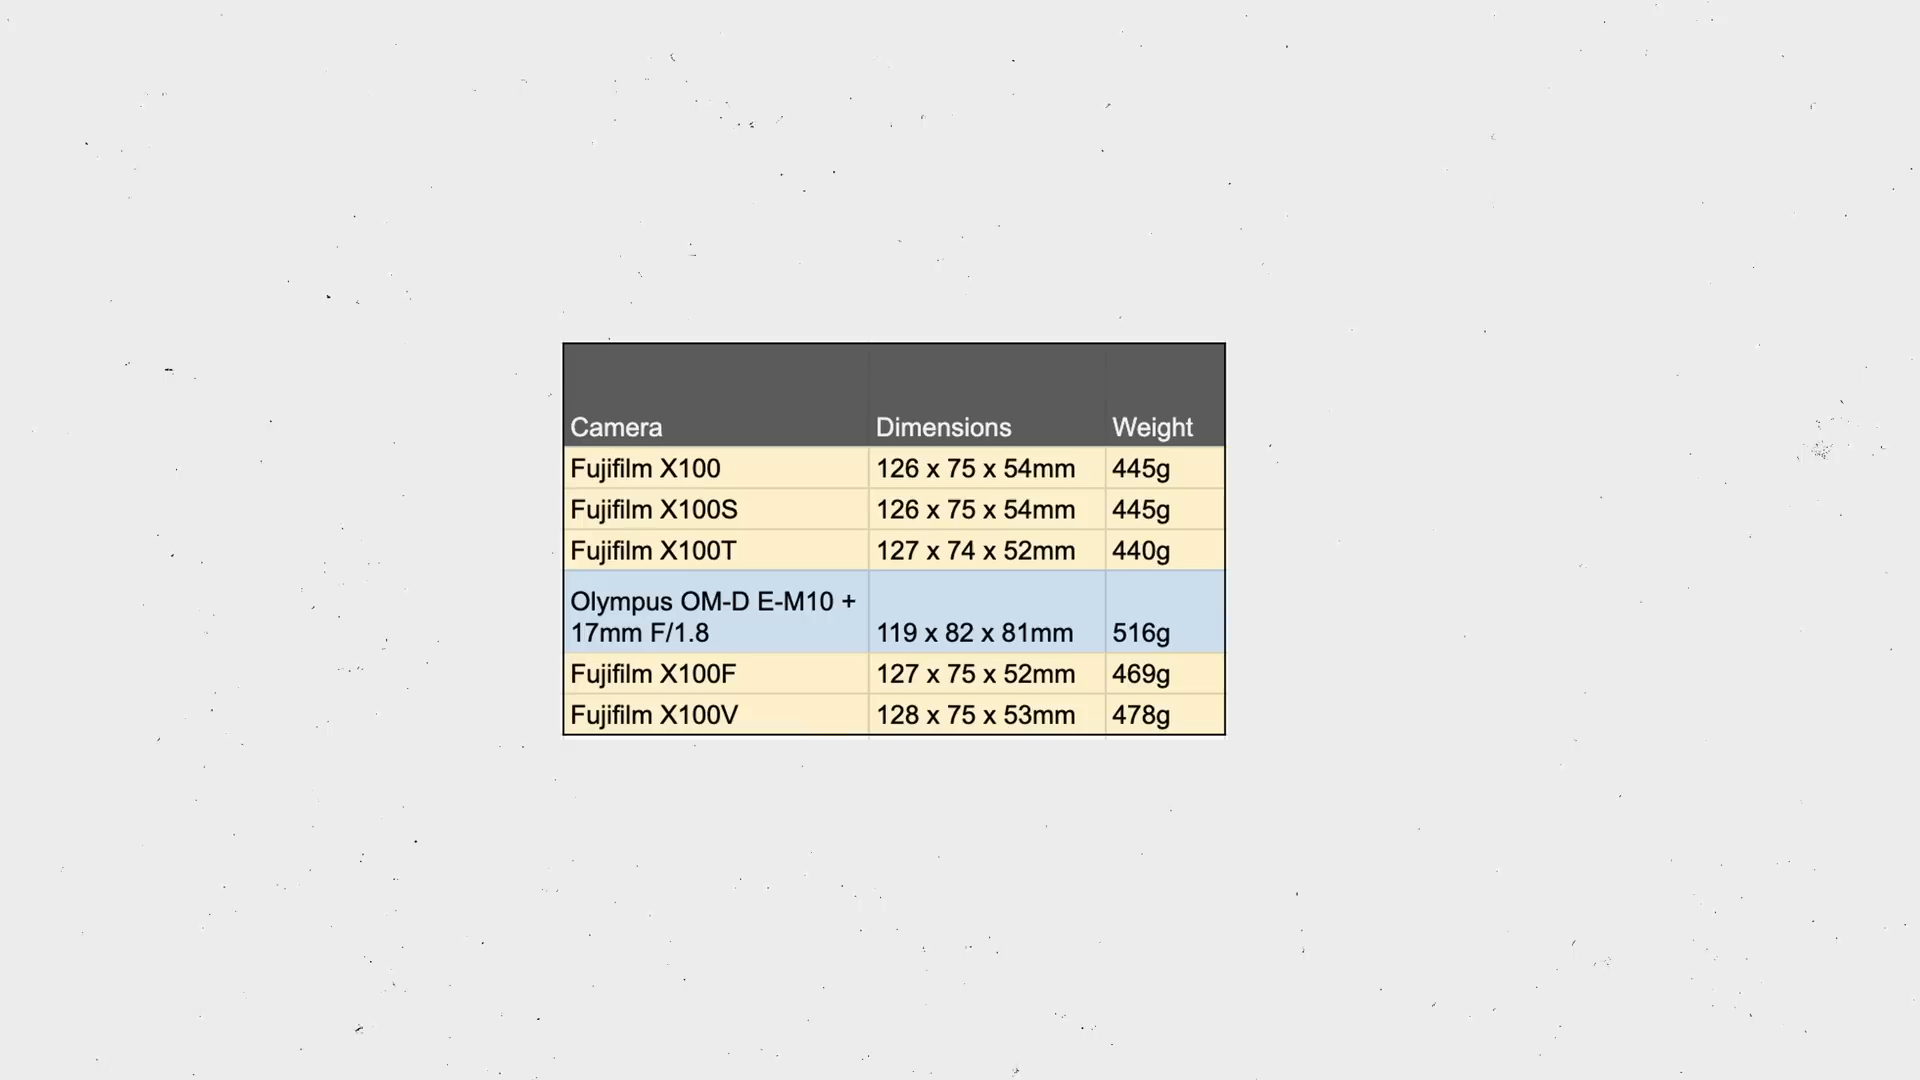 Camera Dimensions Weight
Fujifilm X100 126 x 75 x 54mm 445g
Fujifilm X100S 126 x 75 x 54mm 445g
Fujifilm X100T 127 x 74 x 52mm 440g
Olympus OM-D E-M10 +
17mm F/1.8 119 x 82 x 81mm 516g
Fujifilm X100F 127 x 75 x 52mm 469g
Fujifilm X100V 128 x 75 x 53mm 478g